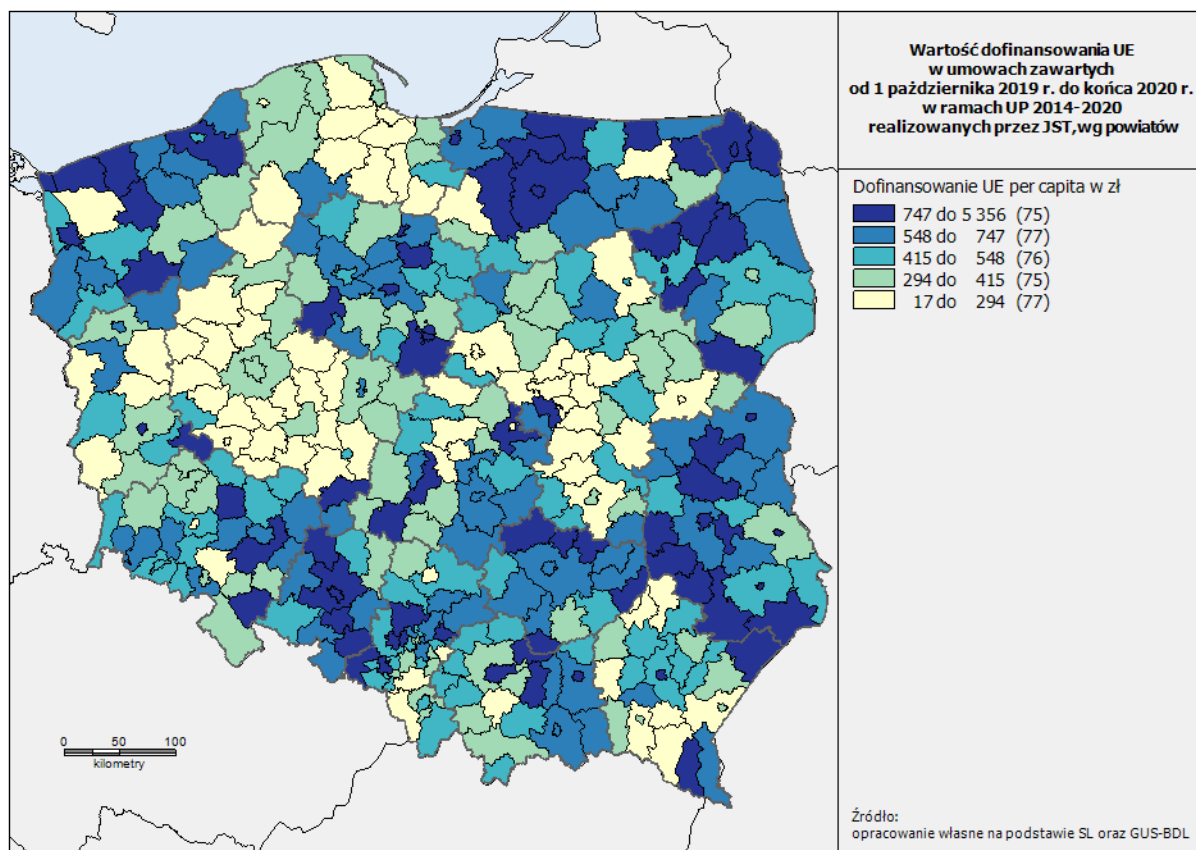 Wartość dofinansowania UE
w umowach zawartych
od 1 października 2019 r. do końca 2020 r.
w ramach UP 2014-2020
realizowanych przez JST,wg powiatów
Dofinansowanie UE per capita w zł
747 do 5 356 (75)
548 do 747 (77)
415 do 548 (76)
294 do 415 (75)
17 do 294 (77)
0 50 100
kilometry
Źródło:
opracowanie własne na podstawie SL oraz GUS-BDL